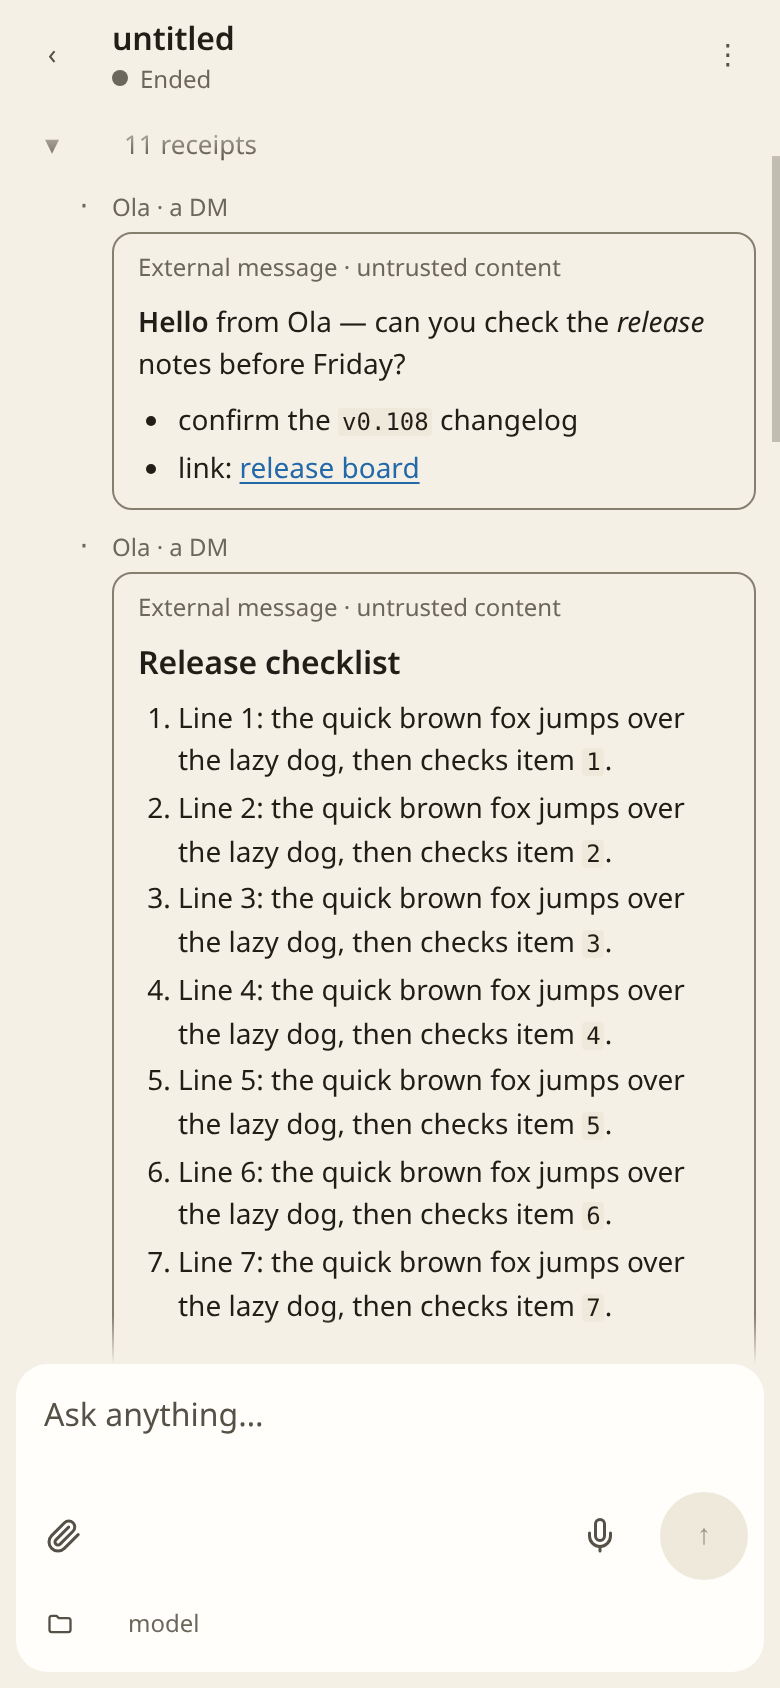 untitled
Ended
11 receipts
Ola · a DM
External message · untrusted content
Hello from Ola — can you check the release
notes before Friday?
• confirm the v0.108 changelog
• link: release board
Ola · a DM
External message · untrusted content
Release checklist
1. Line 1: the quick brown fox jumps over
the lazy dog, then checks item 1.
2. Line 2: the quick brown fox jumps over
the lazy dog, then checks item 2.
3. Line 3: the quick brown fox jumps over
the lazy dog, then checks item 3.
4. Line 4: the quick brown fox jumps over
the lazy dog, then checks item 4.
5. Line 5: the quick brown fox jumps over
the lazy dog, then checks item 5.
6. Line 6: the quick brown fox jumps over
the lazy dog, then checks item 6.
7. Line 7: the quick brown fox jumps over
the lazy dog, then checks item 7.
Ask anything...
model